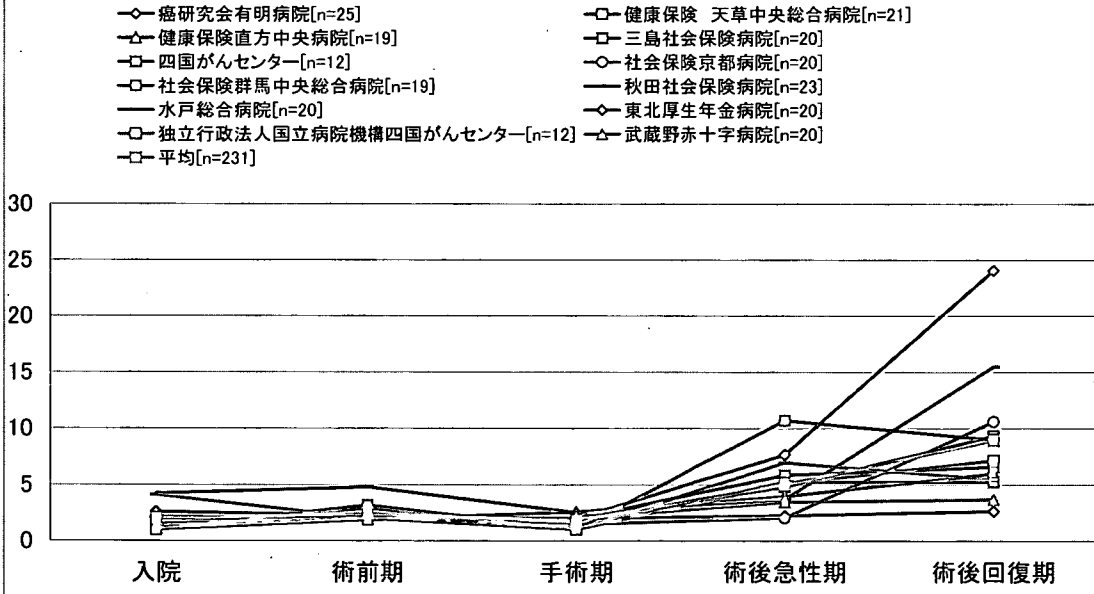 癌研究会有明病院[n=25]
健康保険 天草中央総合病院[n=21]
健康保険直方中央病院[n=19]
三島社会保険病院[n=20]
四国がんセンター[n=12]
社会保険京都病院[n=20]
社会保険群馬中央総合病院[n=19]
秋田社会保険病院[n=23]
水戸総合病院[n=20]
東北厚生年金病院[n=20]
独立行政法人国立病院機構四国がんセンター[n=12]
武蔵野赤十字病院[n=20]
平均[n=231]
30
25
20
15
10
5
0
入院 術前期 手術期 術後急性期 術後回復期